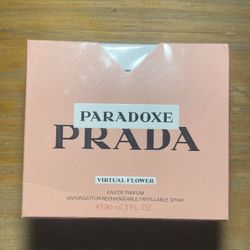 PARADOXE
PRADA
VIRTUAL FLOWER
EAU DE PARFUM
VAPORISATEUR RECHARGEABLE / REFILLABLE SPRAY
℮ 90 ml 3 FL. OZ